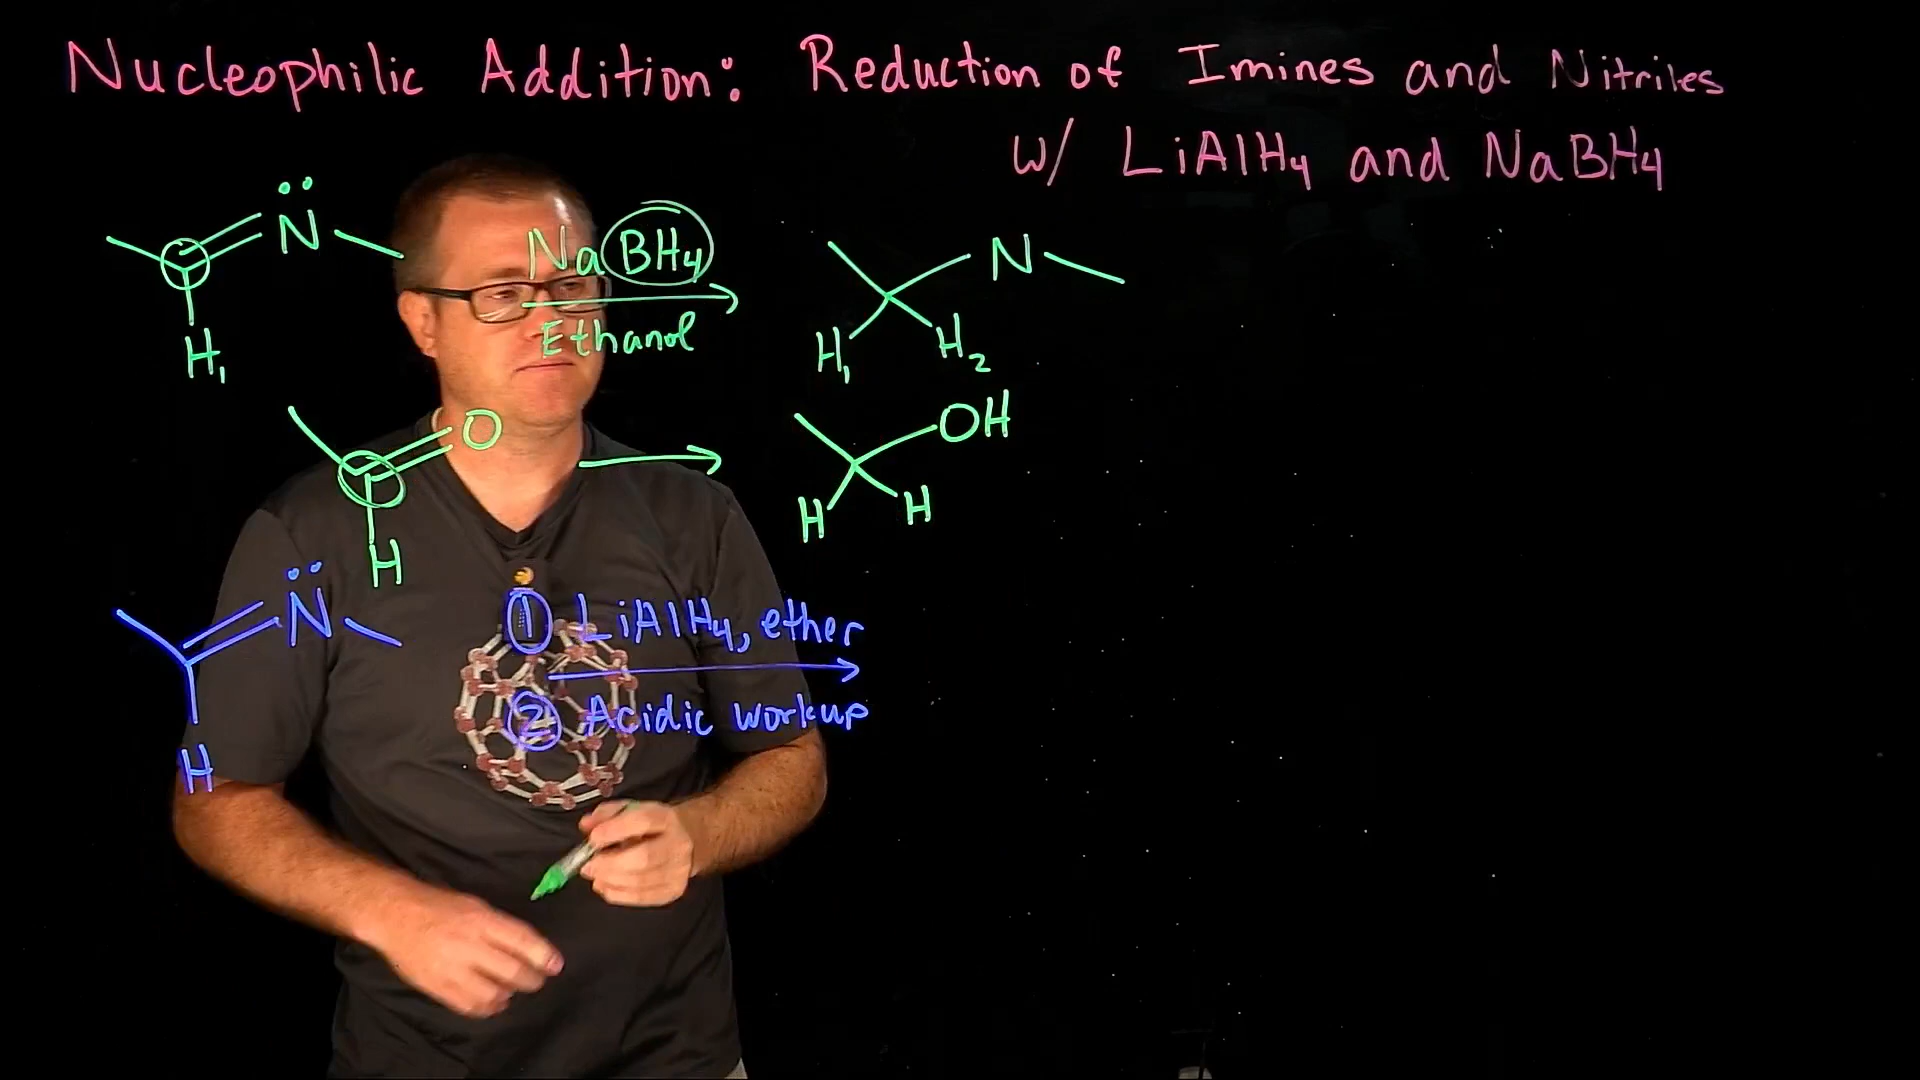 Nucleophilic Addition: Reduction of Imines and Nitriles
w/ LiAlH4 and NaBH4
N
H1
NaBH4
Ethanol
N
H1 H2
O
H
OH
H H
N
H
① LiAlH4, ether
② Acidic workup